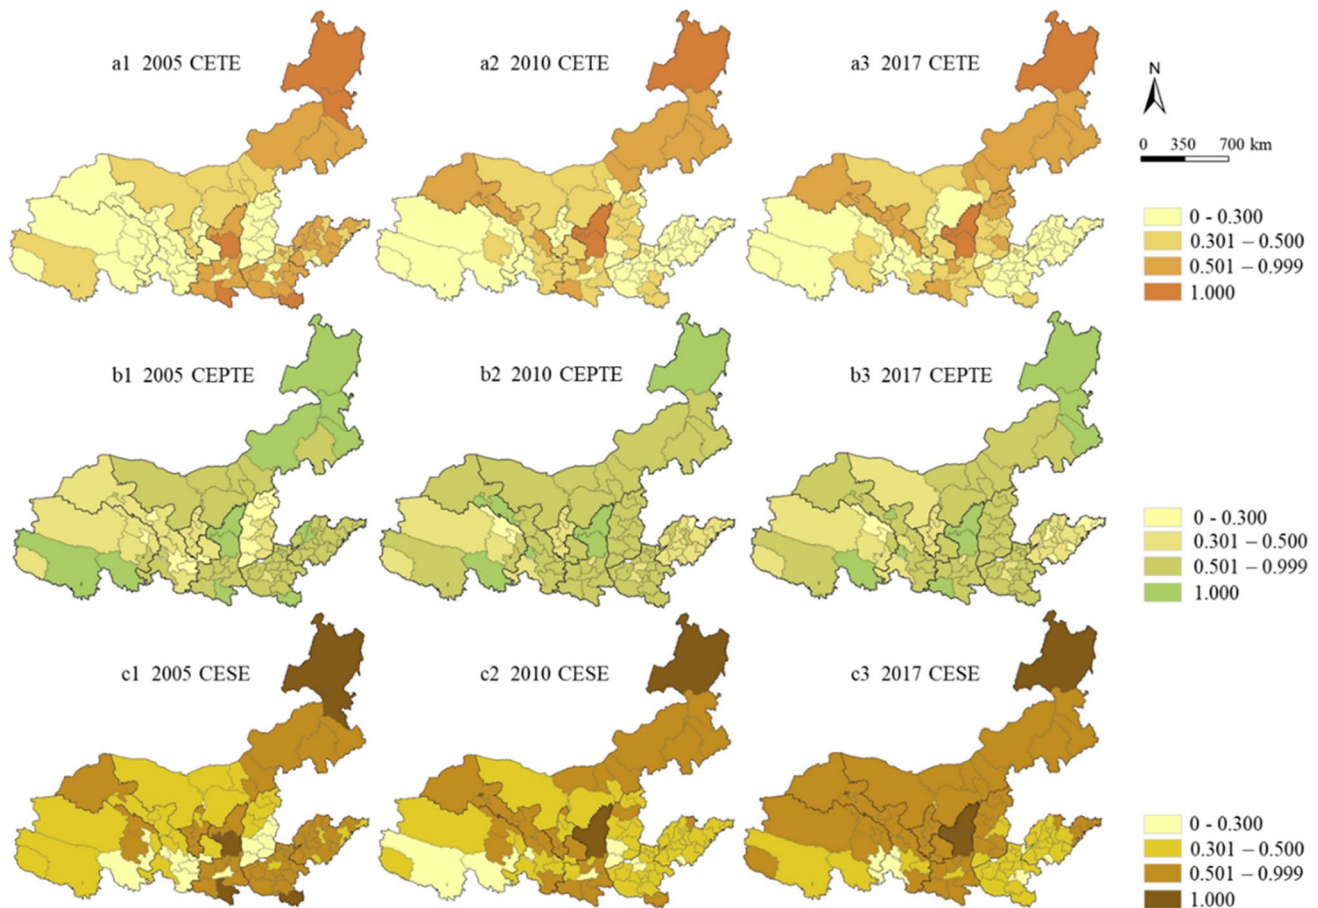 a1 2005 CETE
a2 2010 CETE
a3 2017 CETE
N
0 350 700 km
0 - 0.300
0.301 – 0.500
0.501 – 0.999
1.000
b1 2005 CEPTE
b2 2010 CEPTE
b3 2017 CEPTE
0 - 0.300
0.301 – 0.500
0.501 – 0.999
1.000
c1 2005 CESE
c2 2010 CESE
c3 2017 CESE
0 - 0.300
0.301 – 0.500
0.501 – 0.999
1.000